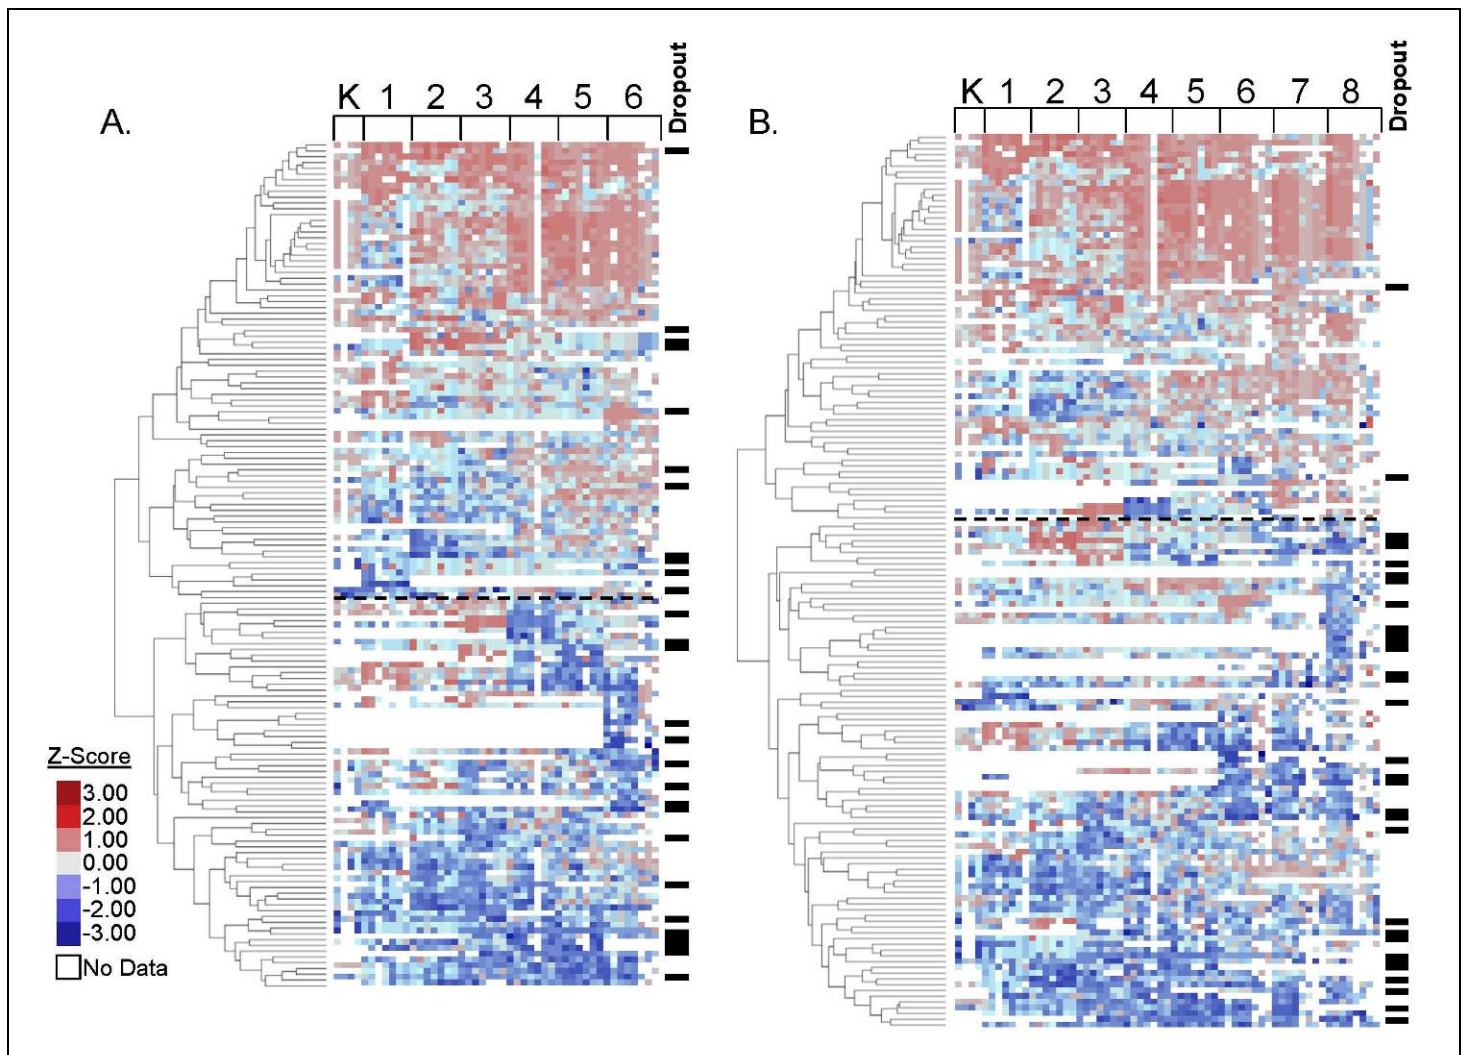 A.
K 1 2 3 4 5 6 Dropout
B.
K 1 2 3 4 5 6 7 8 Dropout
Z-Score
3.00
2.00
1.00
0.00
-1.00
-2.00
-3.00
No Data